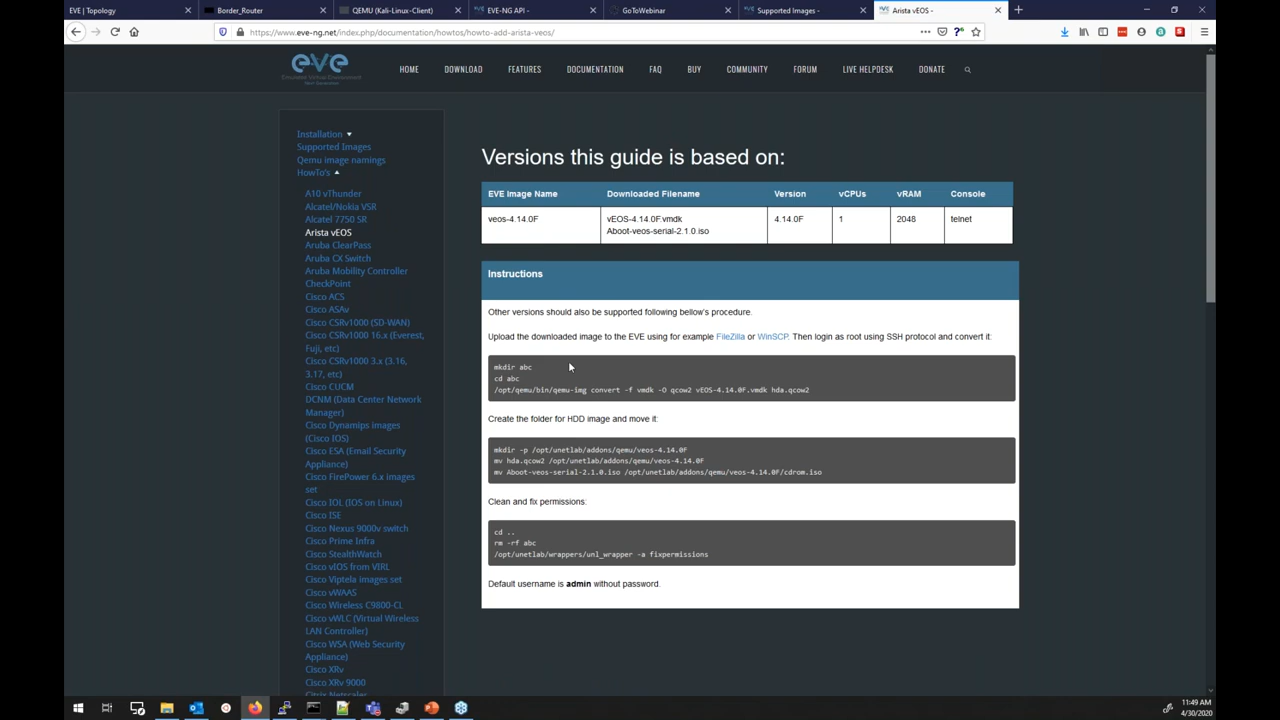 EVE | Topology
Border_Router
QEMU (Kali-Linux-Client)
EVE-NG API -
GoToWebinar
Supported Images -
Arista vEOS -
https://www.eve-ng.net/index.php/documentation/howtos/howto-add-arista-veos/
eve
Emulated Virtual Environment
Next Generation
HOME
DOWNLOAD
FEATURES
DOCUMENTATION
FAQ
BUY
COMMUNITY
FORUM
LIVE HELPDESK
DONATE
Installation
Supported Images
Qemu image namings
HowTo's
A10 vThunder
Alcatel/Nokia VSR
Alcatel 7750 SR
Arista vEOS
Aruba ClearPass
Aruba CX Switch
Aruba Mobility Controller
CheckPoint
Cisco ACS
Cisco ASAv
Cisco CSRv1000 (SD-WAN)
Cisco CSRv1000 16.x (Everest,
Fuji, etc)
Cisco CSRv1000 3.x (3.16,
3.17, etc)
Cisco CUCM
DCNM (Data Center Network
Manager)
Cisco Dynamips images
(Cisco IOS)
Cisco ESA (Email Security
Appliance)
Cisco FirePower 6.x images
set
Cisco IOL (IOS on Linux)
Cisco ISE
Cisco Nexus 9000v switch
Cisco Prime Infra
Cisco StealthWatch
Cisco vIOS from VIRL
Cisco Viptela images set
Cisco vWAAS
Cisco Wireless C9800-CL
Cisco vWLC (Virtual Wireless
LAN Controller)
Cisco WSA (Web Security
Appliance)
Cisco XRv
Cisco XRv 9000
Citrix Netscaler
Versions this guide is based on:
EVE Image Name
Downloaded Filename
Version
vCPUs
vRAM
Console
veos-4.14.0F
vEOS-4.14.0F.vmdk
Aboot-veos-serial-2.1.0.iso
4.14.0F
1
2048
telnet
Instructions
Other versions should also be supported following bellow's procedure.
Upload the downloaded image to the EVE using for example FileZilla or WinSCP. Then login as root using SSH protocol and convert it:
mkdir abc
cd abc
/opt/qemu/bin/qemu-img convert -f vmdk -O qcow2 vEOS-4.14.0F.vmdk hda.qcow2
Create the folder for HDD image and move it:
mkdir -p /opt/unetlab/addons/qemu/veos-4.14.0F
mv hda.qcow2 /opt/unetlab/addons/qemu/veos-4.14.0F
mv Aboot-veos-serial-2.1.0.iso /opt/unetlab/addons/qemu/veos-4.14.0F/cdrom.iso
Clean and fix permissions:
cd ..
rm -rf abc
/opt/unetlab/wrappers/unl_wrapper -a fixpermissions
Default username is admin without password.
11:49 AM
4/30/2020